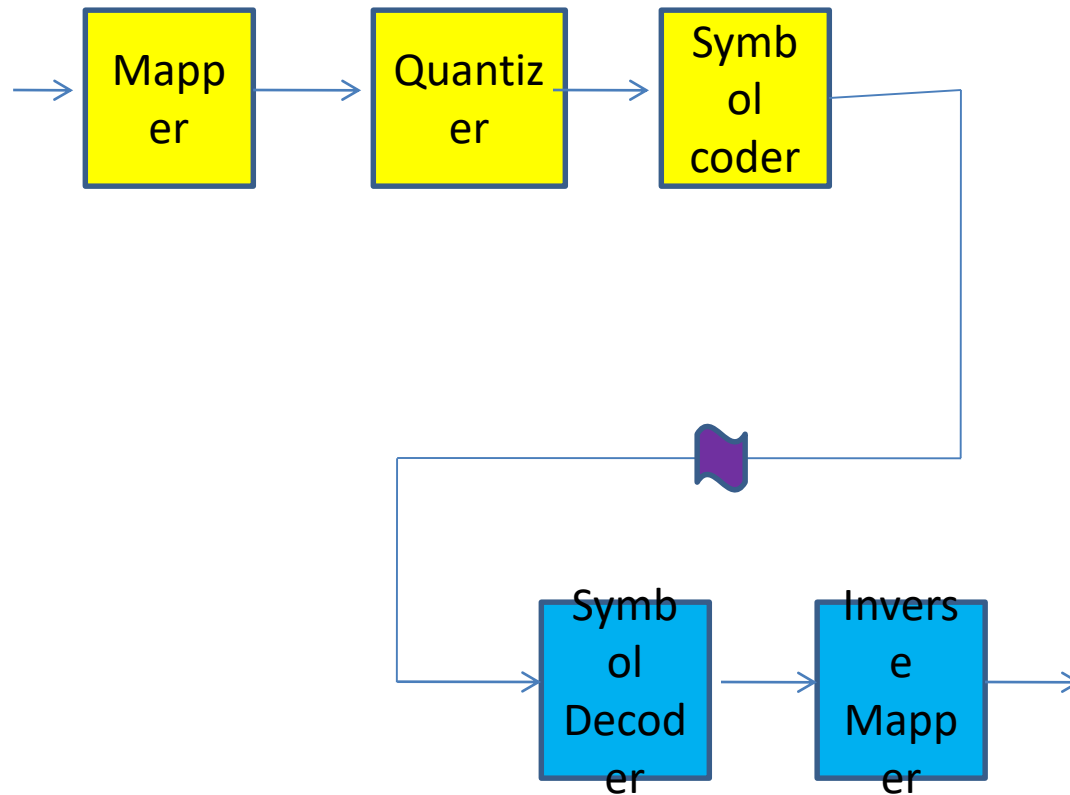 Mapp
er
Quantiz
er
Symb
ol
coder
Symb
ol
Decod
er
Invers
e
Mapp
er